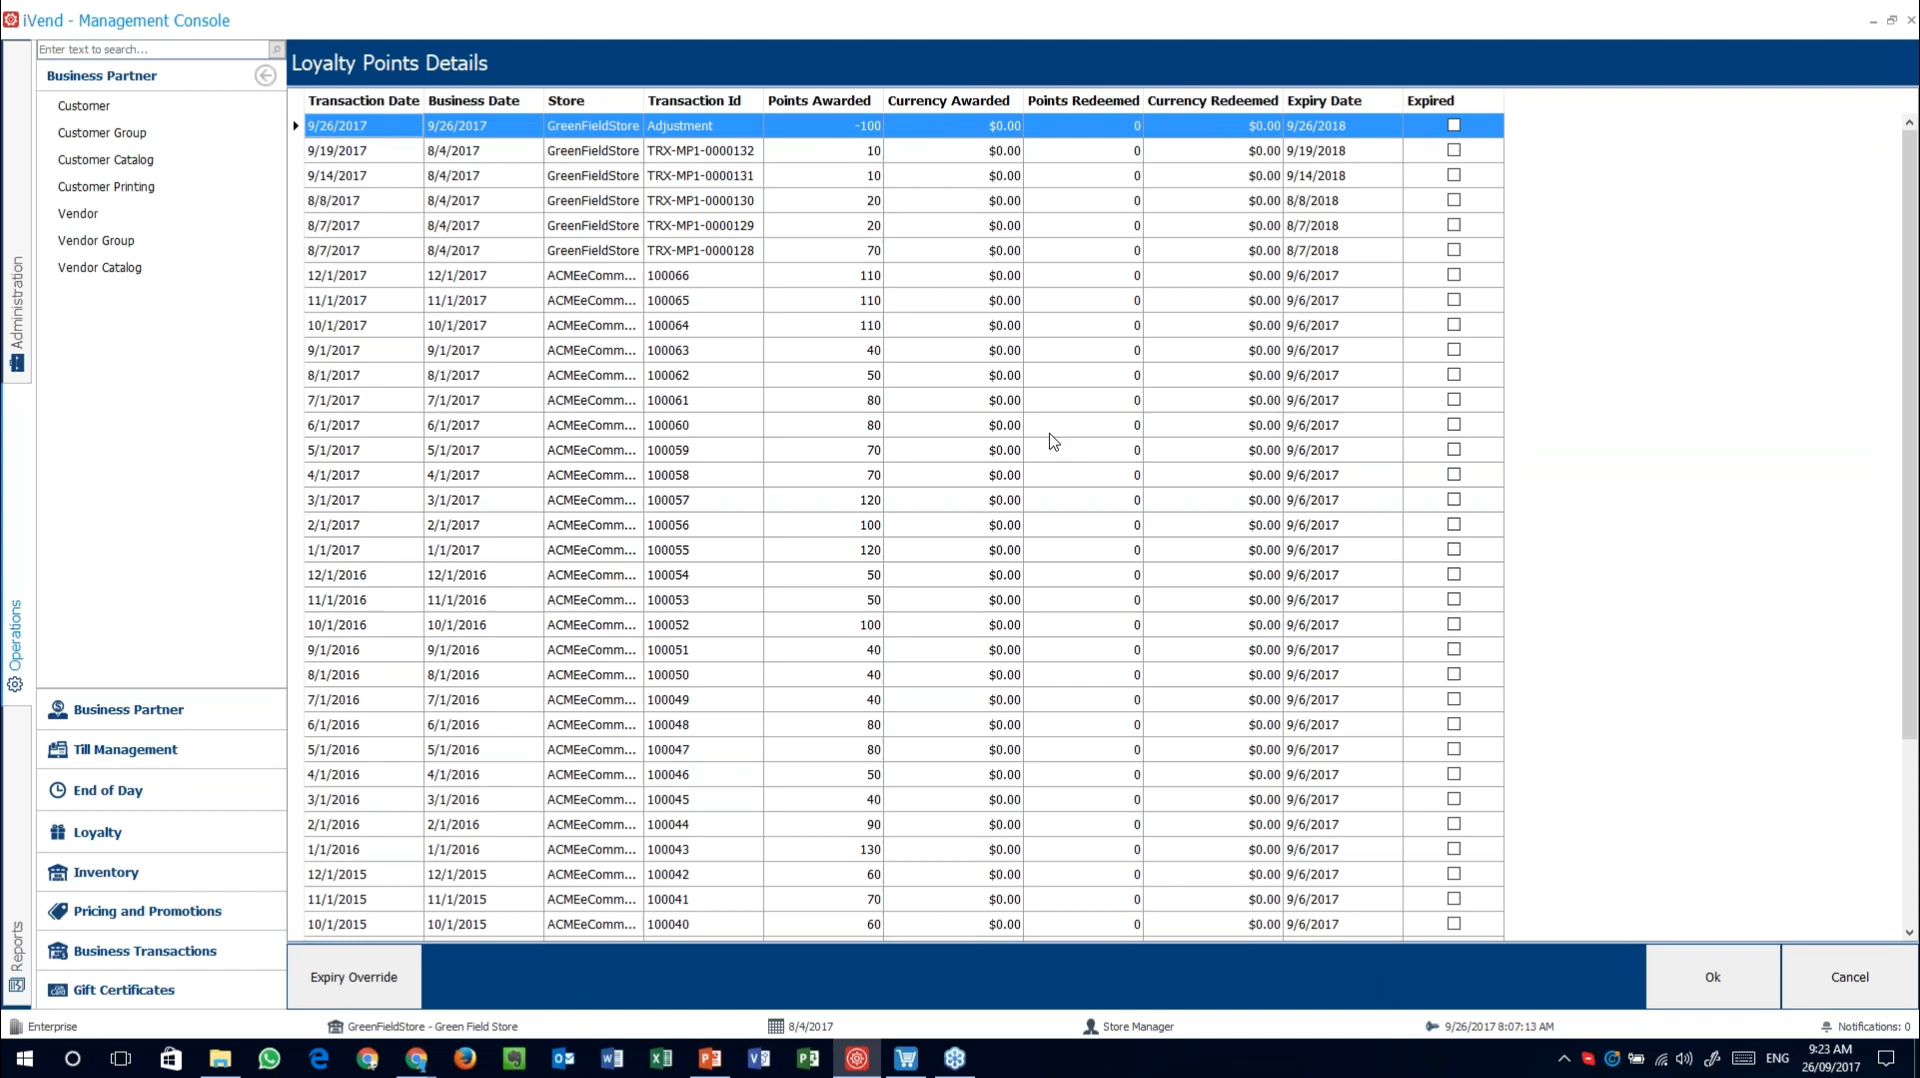 iVend - Management Console
Enter text to search...
Business Partner
Customer
Customer Group
Customer Catalog
Customer Printing
Vendor
Vendor Group
Vendor Catalog
Administration
Operations
Reports
Business Partner
Till Management
End of Day
Loyalty
Inventory
Pricing and Promotions
Business Transactions
Gift Certificates
Loyalty Points Details
Transaction Date Business Date Store Transaction Id Points Awarded Currency Awarded Points Redeemed Currency Redeemed Expiry Date Expired
9/26/2017 9/26/2017 GreenFieldStore Adjustment -100 $0.00 0 $0.00 9/26/2018
9/19/2017 8/4/2017 GreenFieldStore TRX-MP1-0000132 10 $0.00 0 $0.00 9/19/2018
9/14/2017 8/4/2017 GreenFieldStore TRX-MP1-0000131 10 $0.00 0 $0.00 9/14/2018
8/8/2017 8/4/2017 GreenFieldStore TRX-MP1-0000130 20 $0.00 0 $0.00 8/8/2018
8/7/2017 8/4/2017 GreenFieldStore TRX-MP1-0000129 20 $0.00 0 $0.00 8/7/2018
8/7/2017 8/4/2017 GreenFieldStore TRX-MP1-0000128 70 $0.00 0 $0.00 8/7/2018
12/1/2017 12/1/2017 ACMEeComm... 100066 110 $0.00 0 $0.00 9/6/2017
11/1/2017 11/1/2017 ACMEeComm... 100065 110 $0.00 0 $0.00 9/6/2017
10/1/2017 10/1/2017 ACMEeComm... 100064 110 $0.00 0 $0.00 9/6/2017
9/1/2017 9/1/2017 ACMEeComm... 100063 40 $0.00 0 $0.00 9/6/2017
8/1/2017 8/1/2017 ACMEeComm... 100062 50 $0.00 0 $0.00 9/6/2017
7/1/2017 7/1/2017 ACMEeComm... 100061 80 $0.00 0 $0.00 9/6/2017
6/1/2017 6/1/2017 ACMEeComm... 100060 80 $0.00 0 $0.00 9/6/2017
5/1/2017 5/1/2017 ACMEeComm... 100059 70 $0.00 0 $0.00 9/6/2017
4/1/2017 4/1/2017 ACMEeComm... 100058 70 $0.00 0 $0.00 9/6/2017
3/1/2017 3/1/2017 ACMEeComm... 100057 120 $0.00 0 $0.00 9/6/2017
2/1/2017 2/1/2017 ACMEeComm... 100056 100 $0.00 0 $0.00 9/6/2017
1/1/2017 1/1/2017 ACMEeComm... 100055 120 $0.00 0 $0.00 9/6/2017
12/1/2016 12/1/2016 ACMEeComm... 100054 50 $0.00 0 $0.00 9/6/2017
11/1/2016 11/1/2016 ACMEeComm... 100053 50 $0.00 0 $0.00 9/6/2017
10/1/2016 10/1/2016 ACMEeComm... 100052 100 $0.00 0 $0.00 9/6/2017
9/1/2016 9/1/2016 ACMEeComm... 100051 40 $0.00 0 $0.00 9/6/2017
8/1/2016 8/1/2016 ACMEeComm... 100050 40 $0.00 0 $0.00 9/6/2017
7/1/2016 7/1/2016 ACMEeComm... 100049 40 $0.00 0 $0.00 9/6/2017
6/1/2016 6/1/2016 ACMEeComm... 100048 80 $0.00 0 $0.00 9/6/2017
5/1/2016 5/1/2016 ACMEeComm... 100047 80 $0.00 0 $0.00 9/6/2017
4/1/2016 4/1/2016 ACMEeComm... 100046 50 $0.00 0 $0.00 9/6/2017
3/1/2016 3/1/2016 ACMEeComm... 100045 40 $0.00 0 $0.00 9/6/2017
2/1/2016 2/1/2016 ACMEeComm... 100044 90 $0.00 0 $0.00 9/6/2017
1/1/2016 1/1/2016 ACMEeComm... 100043 130 $0.00 0 $0.00 9/6/2017
12/1/2015 12/1/2015 ACMEeComm... 100042 60 $0.00 0 $0.00 9/6/2017
11/1/2015 11/1/2015 ACMEeComm... 100041 70 $0.00 0 $0.00 9/6/2017
10/1/2015 10/1/2015 ACMEeComm... 100040 60 $0.00 0 $0.00 9/6/2017
Expiry Override Ok Cancel
Enterprise GreenFieldStore - Green Field Store 8/4/2017 Store Manager 9/26/2017 8:07:13 AM Notifications: 0
ENG 9:23 AM
26/09/2017